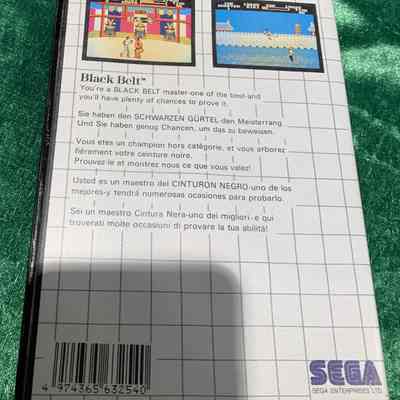 Black Belt™
You're a BLACK BELT master-one of the best-and
you'll have plenty of chances to prove it.
Sie haben den SCHWARZEN GÜRTEL-den Meisterrang.
Und Sie haben genog Chancen, um das zu beweisen.
Vous etes un champion hors catégorie, et vous arborez
fièrement votre ceinture noire.
Prouvez le et montrez nous ce que vous valez!
Usted es un maestro del CINTURON NEGRO-uno de los
mejores-y tendrá numerosas ocasiones para probarlo.
Sei un maestro Cintura Nera-uno dei migliori-e qui
troverati molte occasioni di provare la tua abilità!
4 974365 632540
SEGA
SEGA ENTERPRISES LTD.